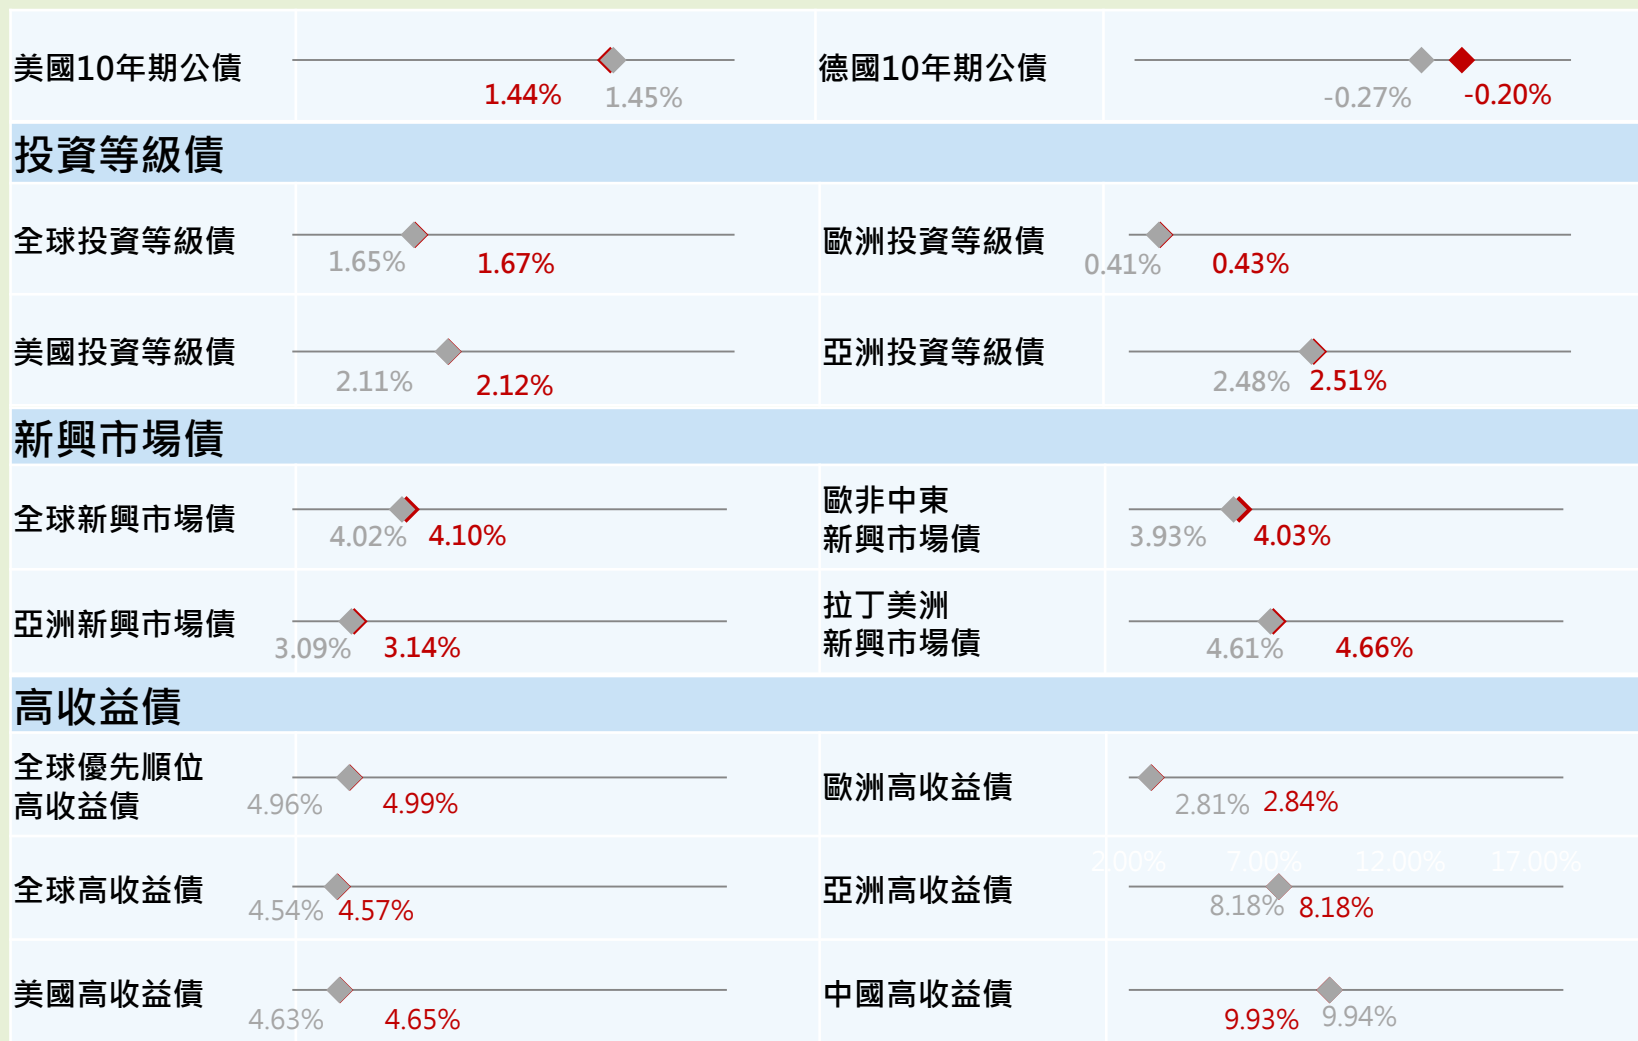 美國10年期公債
1.44% 1.45%
德國10年期公債
-0.27% -0.20%
投資等級債
全球投資等級債
1.65% 1.67%
歐洲投資等級債
0.41% 0.43%
美國投資等級債
2.11% 2.12%
亞洲投資等級債
2.48% 2.51%
新興市場債
全球新興市場債
4.02% 4.10%
歐非中東
新興市場債
3.93% 4.03%
亞洲新興市場債
3.09% 3.14%
拉丁美洲
新興市場債
4.61% 4.66%
高收益債
全球優先順位
高收益債
4.96% 4.99%
歐洲高收益債
2.81% 2.84%
全球高收益債
4.54% 4.57%
2.00% 7.00% 12.00% 17.00%
亞洲高收益債
8.18% 8.18%
美國高收益債
4.63% 4.65%
中國高收益債
9.93% 9.94%